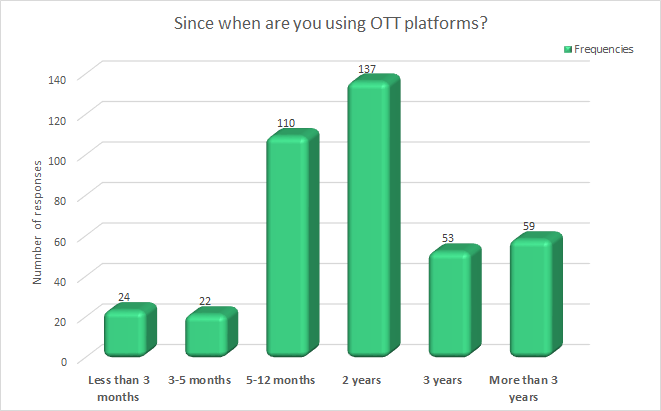 Since when are you using OTT platforms?
Frequencies
Numnber of responses
140
120
100
80
60
40
20
0
24
22
110
137
53
59
Less than 3 months
3-5 months
5-12 months
2 years
3 years
More than 3 years